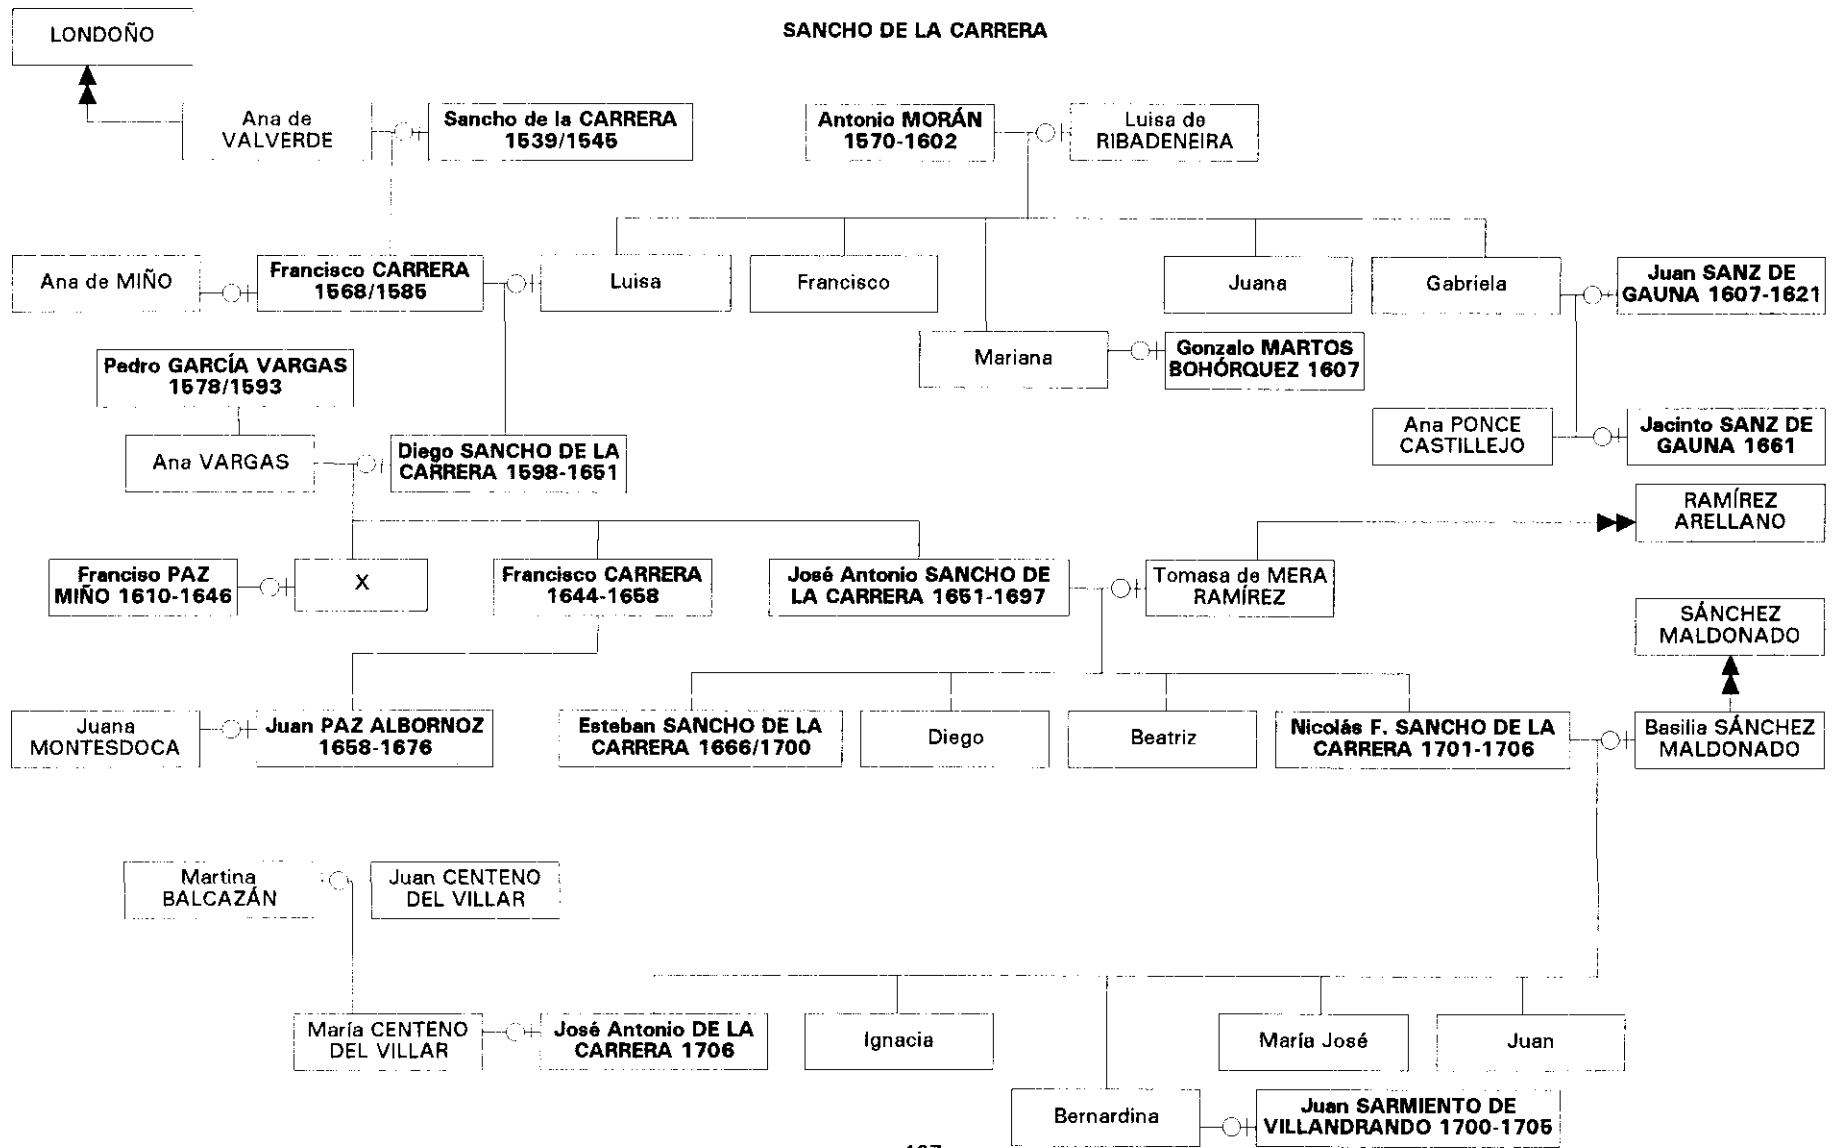 SANCHO DE LA CARRERA
LONDOÑO
Ana de
VALVERDE
Sancho de la CARRERA
1539/1545
Antonio MORÁN
1570-1602
Luisa de
RIBADENEIRA
Ana de MIÑO
Francisco CARRERA
1568/1585
Luisa
Francisco
Juana
Gabriela
Juan SANZ DE
GAUNA 1607-1621
Mariana
Gonzalo MARTOS
BOHÓRQUEZ 1607
Pedro GARCÍA VARGAS
1578/1593
Ana VARGAS
Diego SANCHO DE LA
CARRERA 1598-1651
Ana PONCE
CASTILLEJO
Jacinto SANZ DE
GAUNA 1661
RAMÍREZ
ARELLANO
Franciso PAZ
MIÑO 1610-1646
X
Francisco CARRERA
1644-1658
José Antonio SANCHO DE
LA CARRERA 1651-1697
Tomasa de MERA
RAMÍREZ
SÁNCHEZ
MALDONADO
Juana
MONTESDOCA
Juan PAZ ALBORNOZ
1658-1676
Esteban SANCHO DE LA
CARRERA 1666/1700
Diego
Beatriz
Nicolás F. SANCHO DE LA
CARRERA 1701-1706
Basilia SÁNCHEZ
MALDONADO
Martina
BALCAZÁN
Juan CENTENO
DEL VILLAR
María CENTENO
DEL VILLAR
José Antonio DE LA
CARRERA 1706
Ignacia
María José
Juan
Bernardina
Juan SARMIENTO DE
VILLANDRANDO 1700-1705